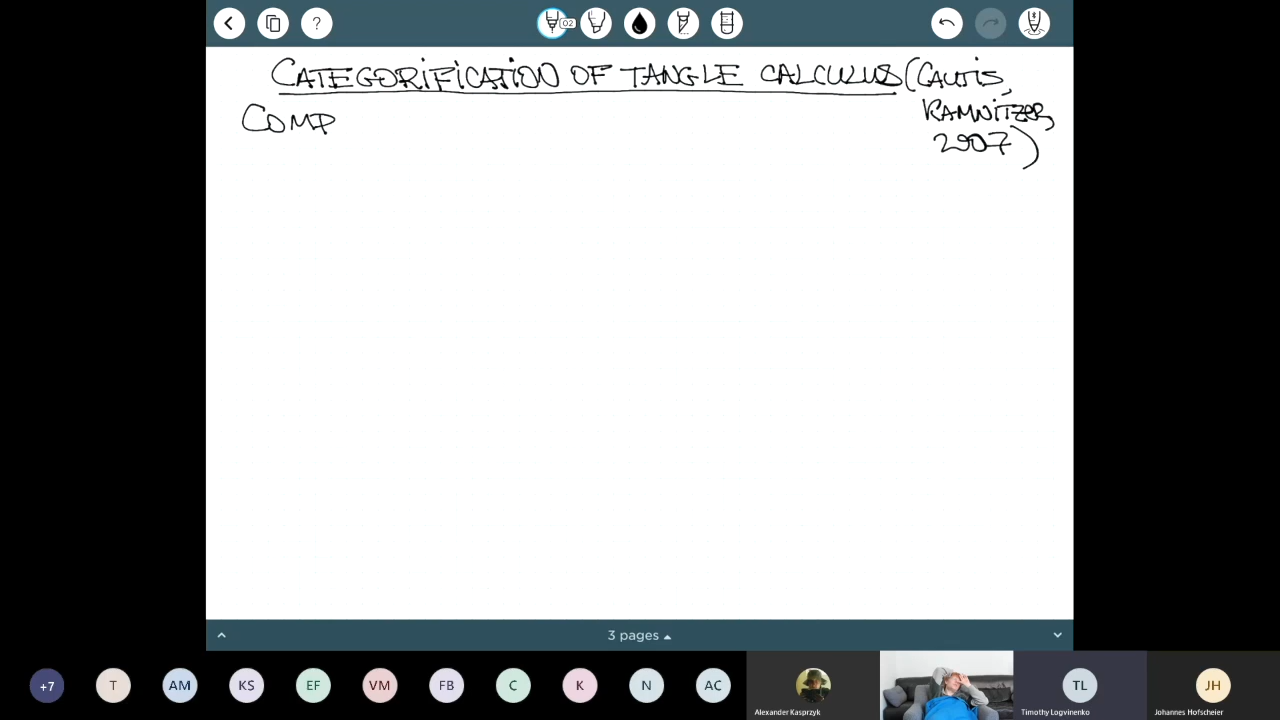 ?
02
CATEGORIFICATION OF TANGLE CALCULUS (CAUTIS,
KAMNITZER,
2007)
COMP
3 pages
+7
T
AM
KS
EF
VM
FB
C
K
N
AC
Alexander Kasprzyk
TL
Timothy Logvinenko
JH
Johannes Hofscheier